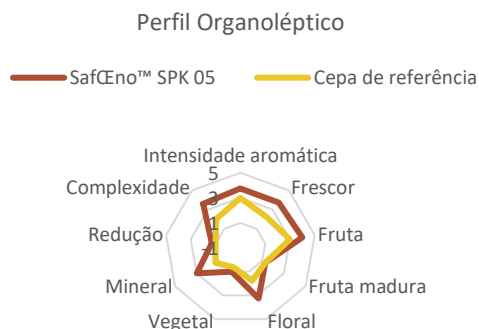 Perfil Organoléptico
SafŒno™ SPK 05
Cepa de referência
Intensidade aromática
Complexidade
Frescor
Redução
Fruta
Mineral
Fruta madura
Vegetal
Floral
5
3
1
-1